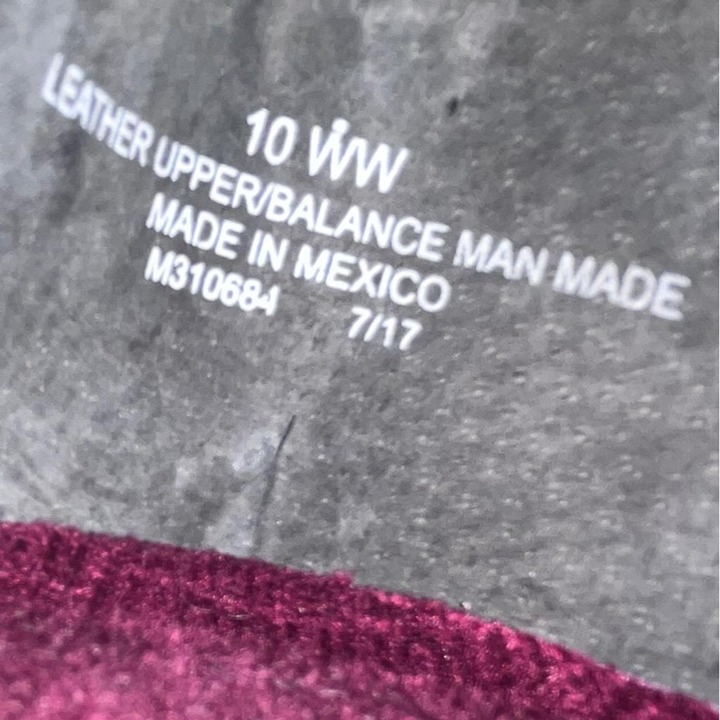 10 WW
LEATHER UPPER/BALANCE MAN MADE
MADE IN MEXICO
M310684 7/17